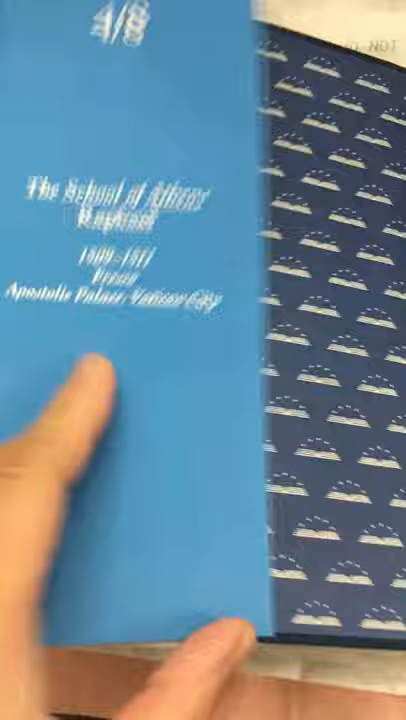 4/8
The School of Athens
Raphael
1509-1511
Fresco
Apostolic Palace, Vatican City